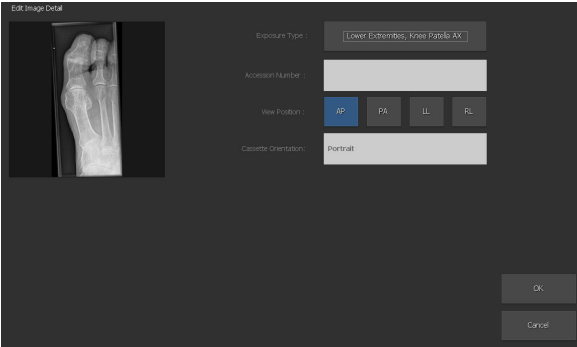 Edit Image Detail
Exposure Type :
Lower Extremities, Knee Patella AX
Accession Number :
View Position :
AP
PA
LL
RL
Cassette Orientation:
Portrait
OK
Cancel